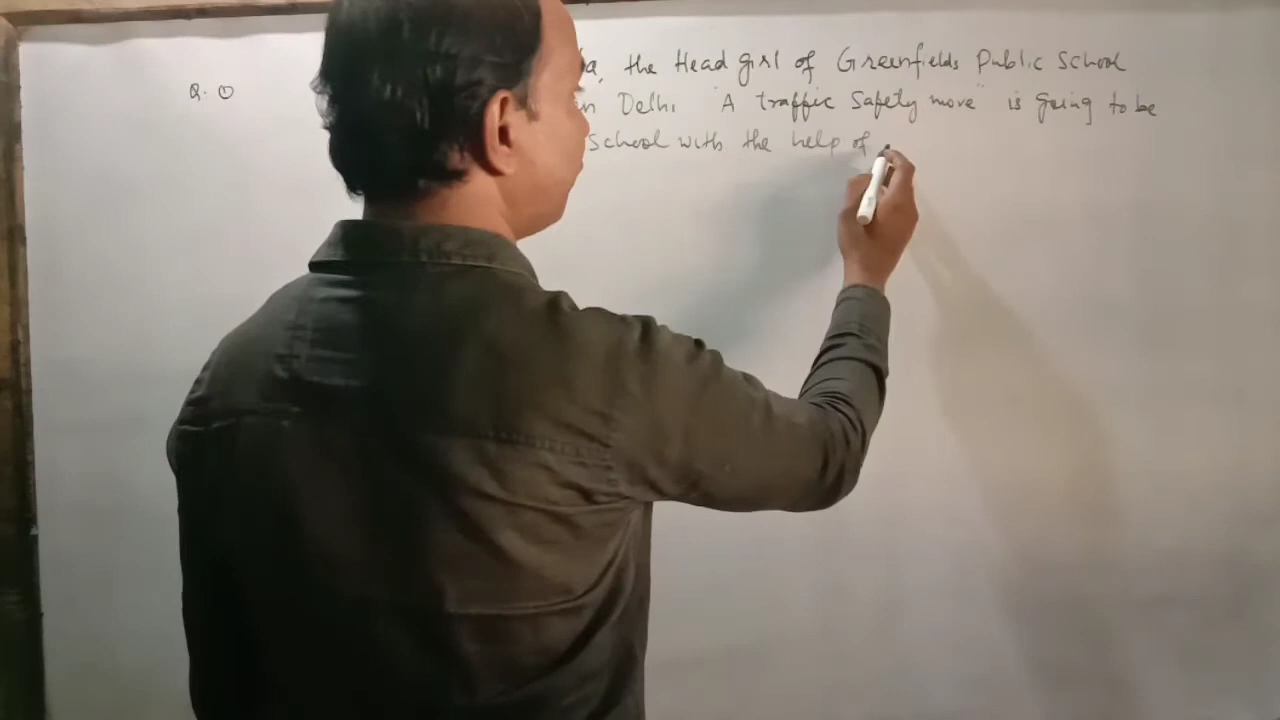 Q. ① the Head girl of Greenfields Public School
in Delhi "A traffic Safety move" is going to be
School with the help of